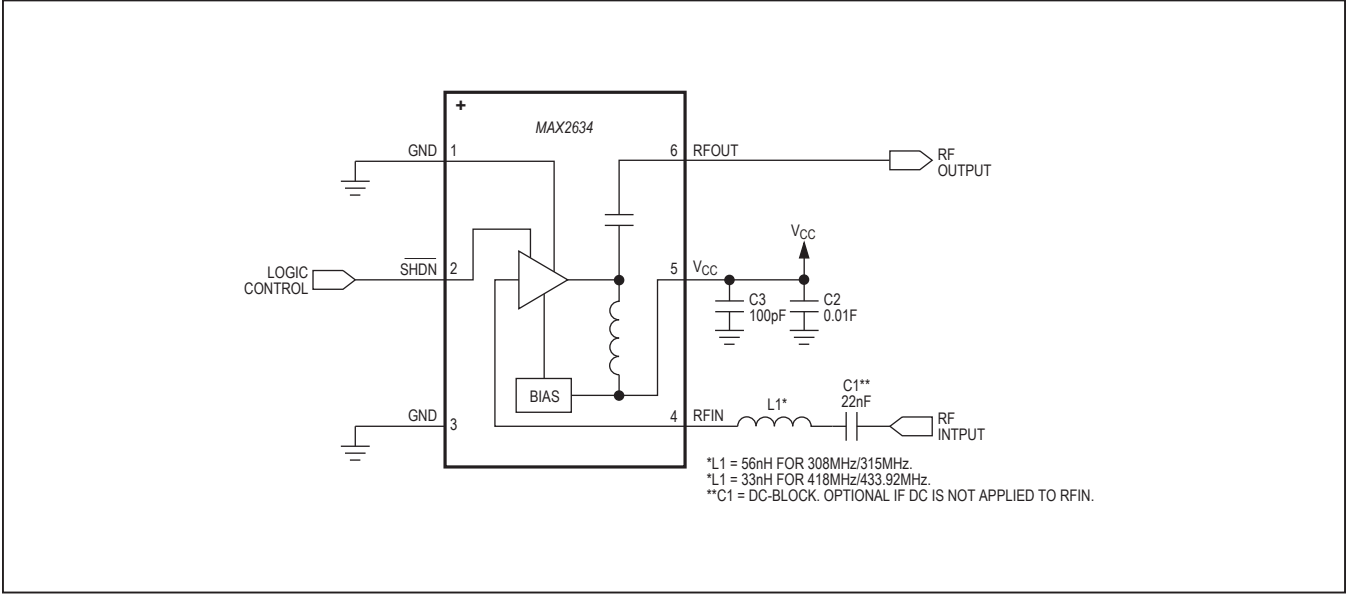 +
MAX2634
GND 1
6 RFOUT
RF
OUTPUT
VCC
LOGIC
CONTROL
SHDN 2
5 VCC
C3
100pF
C2
0.01F
BIAS
C1**
22nF
GND 3
4 RFIN
L1*
RF
INTPUT
*L1 = 56nH FOR 308MHz/315MHz.
*L1 = 33nH FOR 418MHz/433.92MHz.
**C1 = DC-BLOCK. OPTIONAL IF DC IS NOT APPLIED TO RFIN.